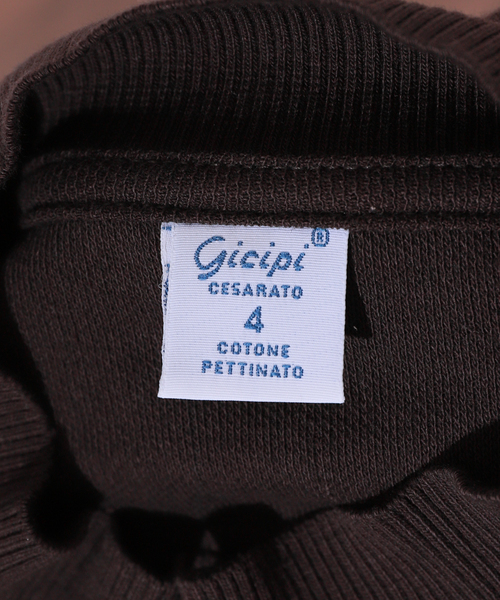 Gicipi®
CESARATO
4
COTONE
PETTINATO